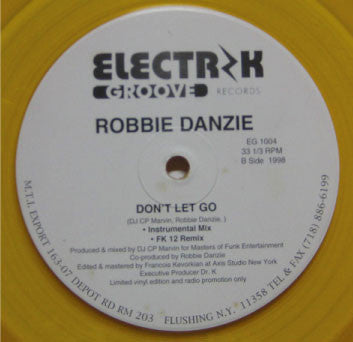 ELECTRIK
GROOVE RECORDS
ROBBIE DANZIE
EG 1004
33 1/3 RPM
B Side 1998
DON'T LET GO
(DJ CP Marvin, Robbie Danzie, )
• Instrumental Mix
• FK 12 Remix
Produced & mixed by DJ CP Marvin for Masters of Funk Entertainment
Co-produced by Robbie Danzie
Edited & mastered by Francois Kevorkian at Axis Studio New York
Executive Producer Dr. K
Limited vinyl edition and radio promotion only
M.T.I. EXPORT 163-07 DEPOT RD RM 203 FLUSHING N.Y. 11358 TEL & FAX (718) 886-6199